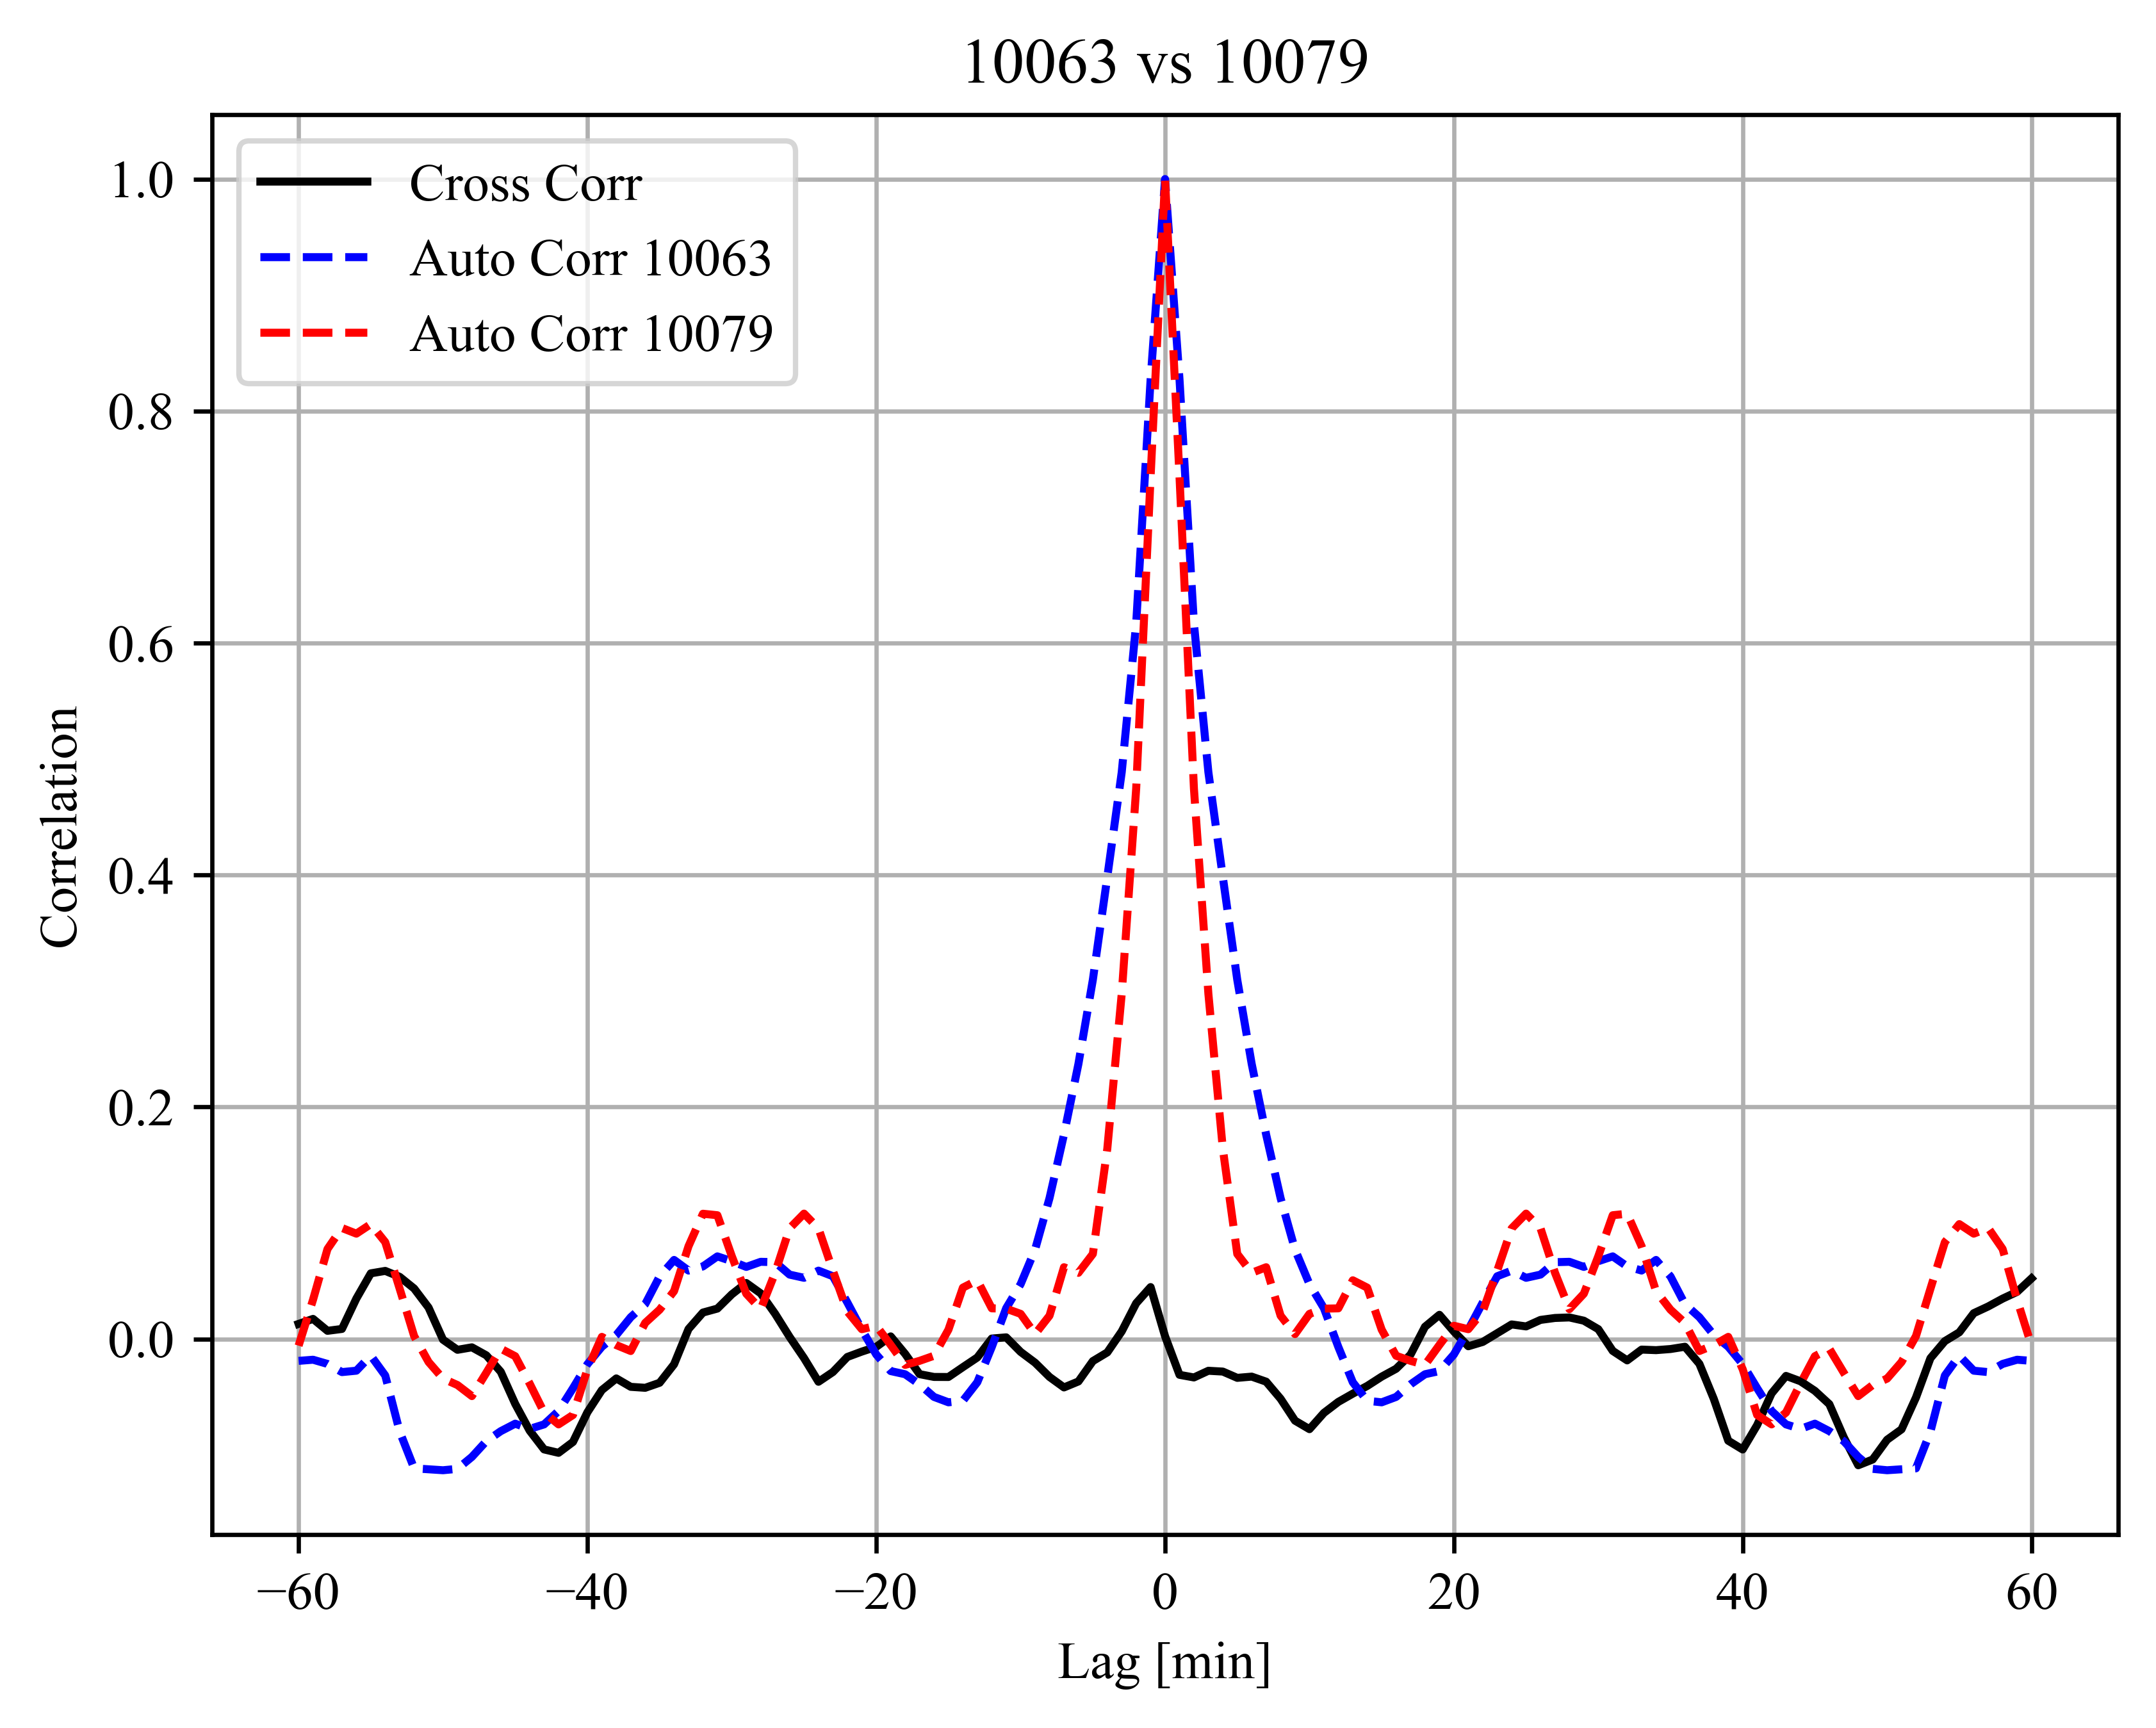 10063 vs 10079
Cross Corr
Auto Corr 10063
Auto Corr 10079
1.0
0.8
0.6
0.4
0.2
0.0
Correlation
−60 −40 −20 0 20 40 60
Lag [min]